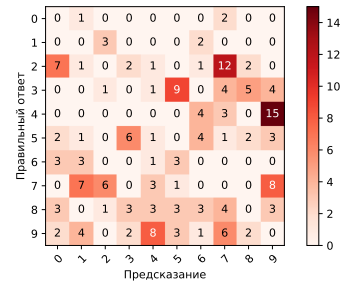 0 0 1 0 0 0 0 0 2 0 0
1 0 0 3 0 0 0 2 0 0 0
2 7 1 0 2 1 0 1 12 2 0
3 0 0 1 0 1 9 0 4 5 4
4 0 0 0 0 0 0 4 3 0 15
5 2 1 0 6 1 0 4 1 2 3
6 3 3 0 0 1 3 0 0 0 0
7 0 7 6 0 3 1 0 0 0 8
8 3 0 1 3 3 3 3 4 0 3
9 2 4 0 2 8 3 1 6 2 0
0 1 2 3 4 5 6 7 8 9
Предсказание
Правильный ответ
14
12
10
8
6
4
2
0